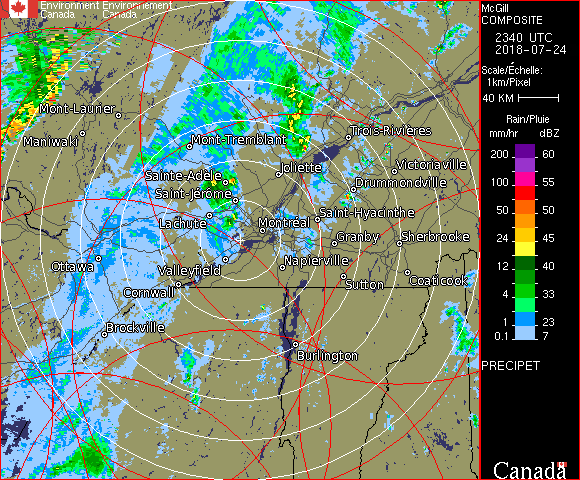 Environment Environnement
Canada Canada
McGill
COMPOSITE
2340 UTC
2018-07-24
Scale/Échelle:
1km/Pixel
40 KM
Rain/Pluie
mm/hr dBZ
200 60
100 55
50 50
24 45
12 40
4 33
1 23
0.1 7
PRECIPET
Canada
Mont-Laurier
Maniwaki
Mont-Tremblant
Trois-Rivières
Joliette
Victoriaville
Sainte-Adèle
Drummondville
Saint-Jérôme
Saint-Hyacinthe
Lachute
Montréal
Granby
Sherbrooke
Ottawa
Valleyfield
Napierville
Sutton
Coaticook
Cornwall
Brockville
Burlington